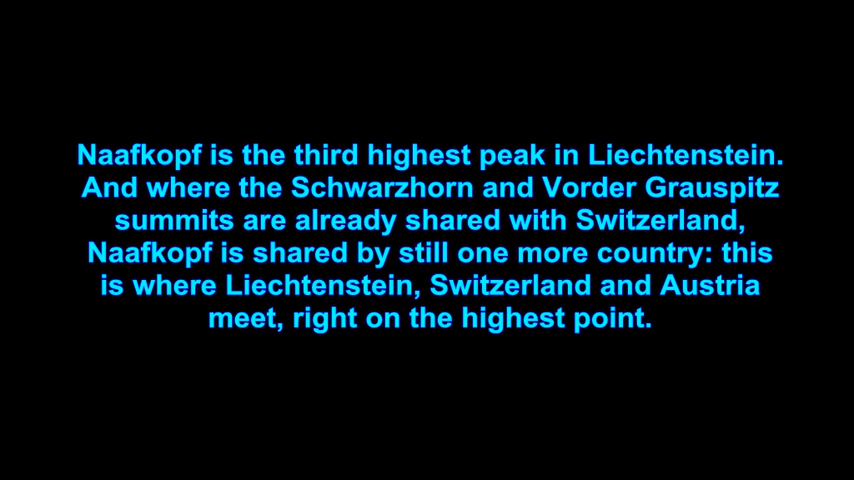 Naafkopf is the third highest peak in Liechtenstein.
And where the Schwarzhorn and Vorder Grauspitz
summits are already shared with Switzerland,
Naafkopf is shared by still one more country: this
is where Liechtenstein, Switzerland and Austria
meet, right on the highest point.